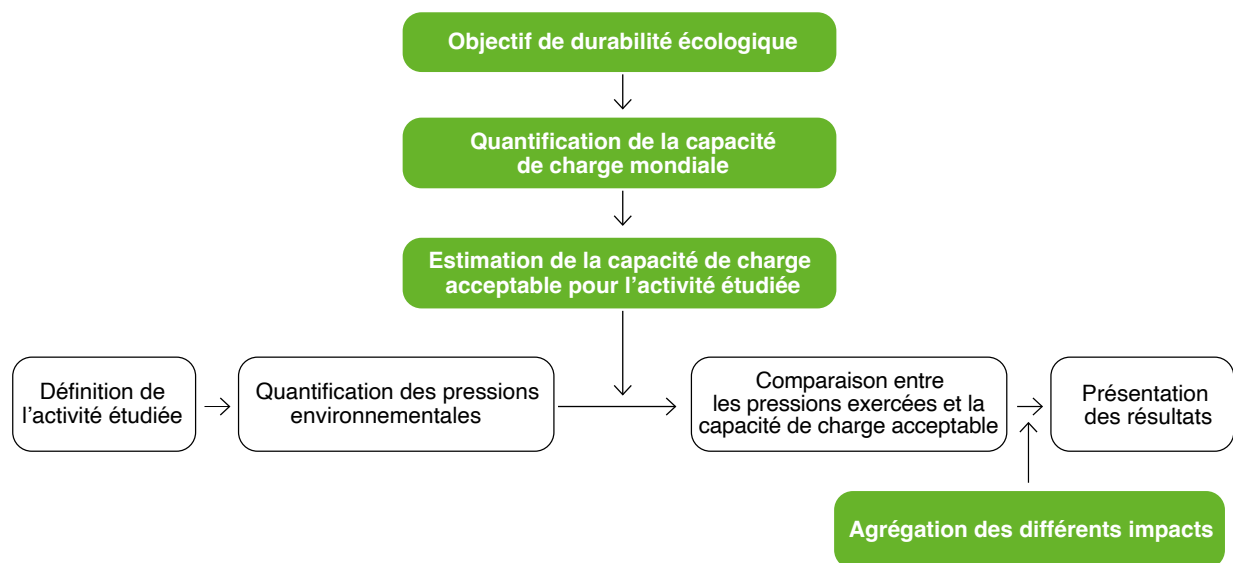 Objectif de durabilité écologique
Quantification de la capacité
de charge mondiale
Estimation de la capacité de charge
acceptable pour l’activité étudiée
Définition de
l’activité étudiée
Quantification des pressions
environnementales
Comparaison entre
les pressions exercées et la
capacité de charge acceptable
Présentation
des résultats
Agrégation des différents impacts